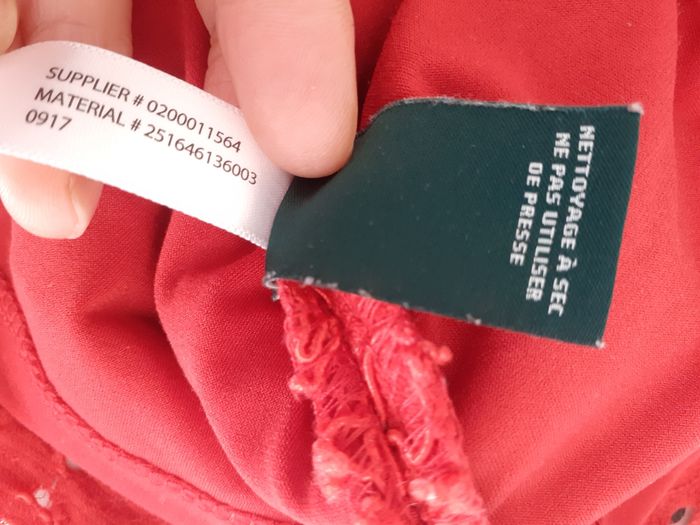 SUPPLIER # 0200011564
MATERIAL # 251646136003
0917
NETTOYAGE À SEC
NE PAS UTILISER
DE PRESSE